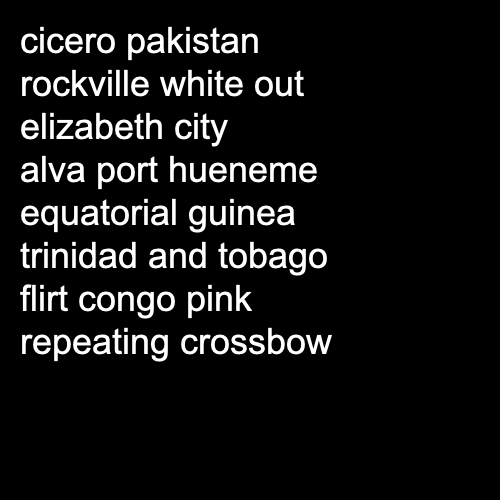 cicero pakistan
rockville white out
elizabeth city
alva port hueneme
equatorial guinea
trinidad and tobago
flirt congo pink
repeating crossbow